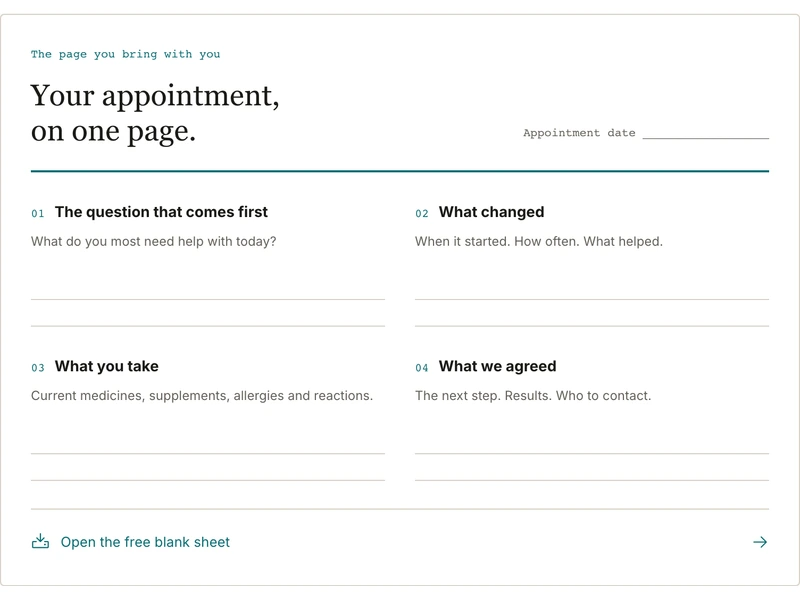 The page you bring with you
Your appointment,
on one page.
Appointment date
01 The question that comes first
What do you most need help with today?
02 What changed
When it started. How often. What helped.
03 What you take
Current medicines, supplements, allergies and reactions.
04 What we agreed
The next step. Results. Who to contact.
Open the free blank sheet